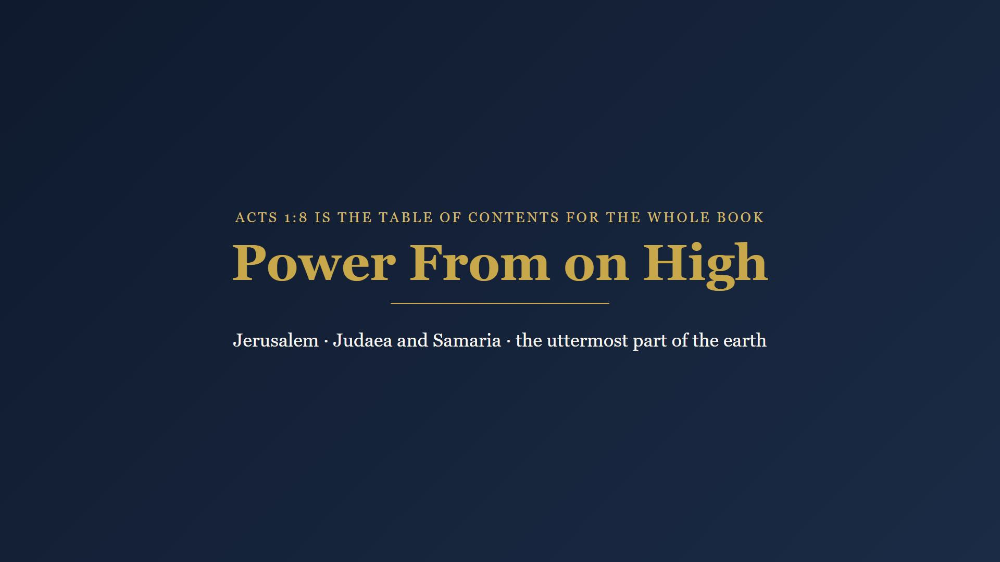 ACTS 1:8 IS THE TABLE OF CONTENTS FOR THE WHOLE BOOK
Power From on High
Jerusalem · Judaea and Samaria · the uttermost part of the earth